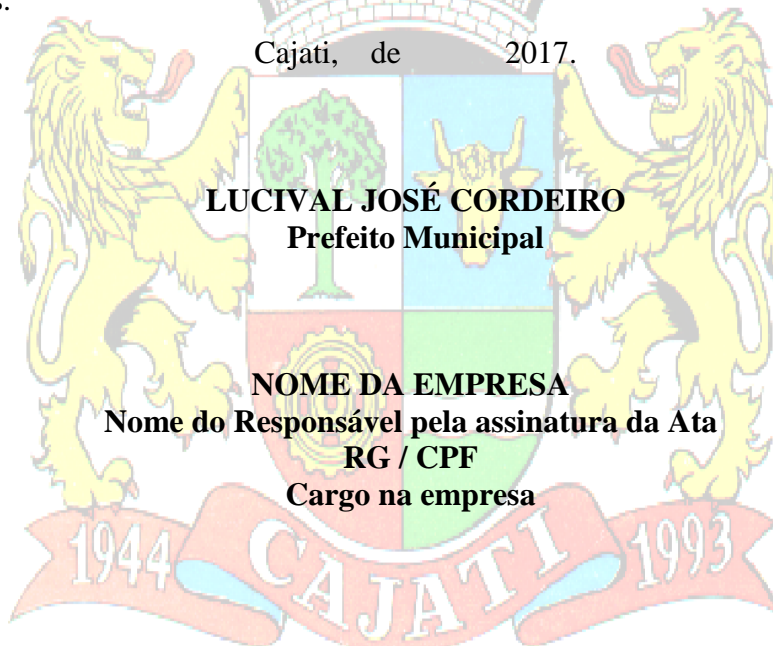 s.
Cajati, de 2017.
LUCIVAL JOSÉ CORDEIRO
Prefeito Municipal
NOME DA EMPRESA
Nome do Responsável pela assinatura da Ata
RG / CPF
Cargo na empresa
1944 CAJATI 1993